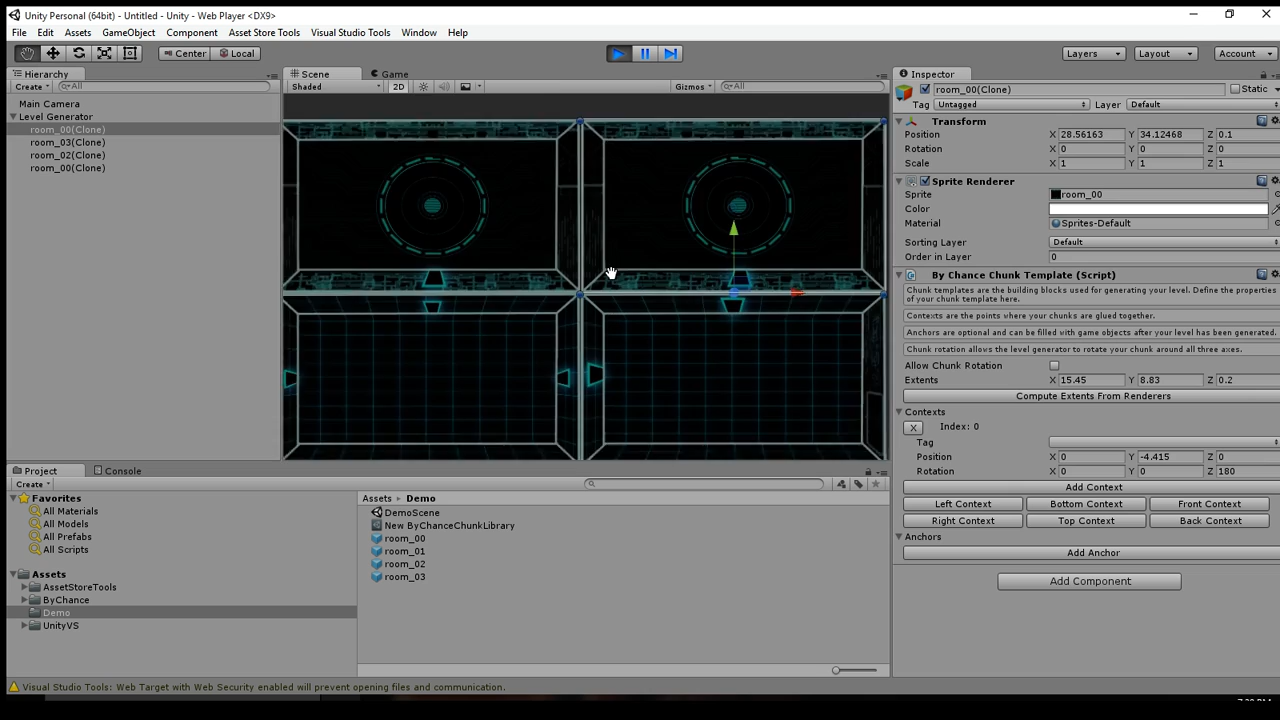 Unity Personal (64bit) - Untitled - Unity - Web Player <DX9>
File Edit Assets GameObject Component Asset Store Tools Visual Studio Tools Window Help
Center Local Layers Layout Account
Hierarchy
Create All
Main Camera
Level Generator
room_00(Clone)
room_03(Clone)
room_02(Clone)
room_00(Clone)
Scene Game
Shaded 2D Gizmos All
Inspector
room_00(Clone) Static
Tag Untagged Layer Default
Transform
Position X 28.56163 Y 34.12468 Z 0.1
Rotation X 0 Y 0 Z 0
Scale X 1 Y 1 Z 1
Sprite Renderer
Sprite room_00
Color
Material Sprites-Default
Sorting Layer Default
Order in Layer 0
By Chance Chunk Template (Script)
Chunk templates are the building blocks used for generating your level. Define the properties
of your chunk template here.
Contexts are the points where your chunks are glued together.
Anchors are optional and can be filled with game objects after your level has been generated.
Chunk rotation allows the level generator to rotate your chunk around all three axes.
Allow Chunk Rotation
Extents X 15.45 Y 8.83 Z 0.2
Compute Extents From Renderers
Contexts
X Index: 0
Tag
Position X 0 Y -4.415 Z 0
Rotation X 0 Y 0 Z 180
Add Context
Left Context Bottom Context Front Context
Right Context Top Context Back Context
Anchors
Add Anchor
Add Component
Project Console
Create
Favorites
All Materials
All Models
All Prefabs
All Scripts
Assets
AssetStoreTools
ByChance
Demo
UnityVS
Assets Demo
DemoScene
New ByChanceChunkLibrary
room_00
room_01
room_02
room_03
Visual Studio Tools: Web Target with Web Security enabled will prevent opening files and communication.